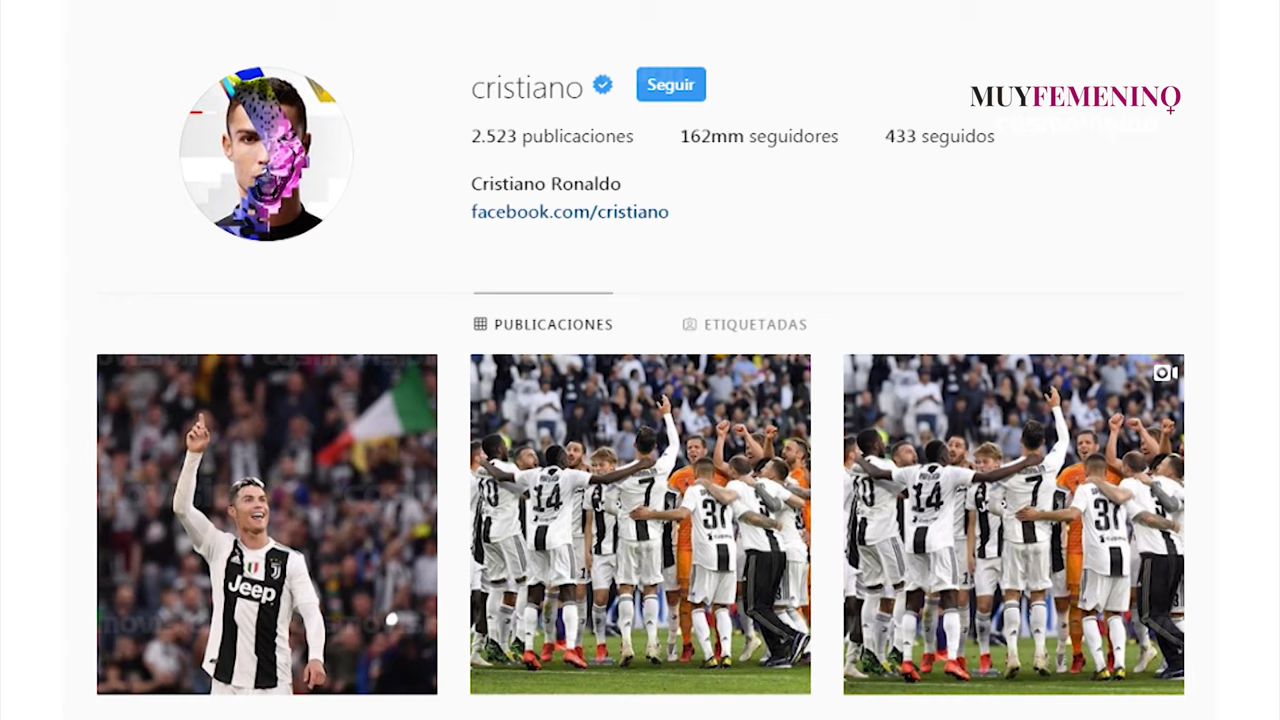 cristiano
Seguir
MUYFEMENINO
2.523 publicaciones 162mm seguidores 433 seguidos
Cristiano Ronaldo
facebook.com/cristiano
PUBLICACIONES ETIQUETADAS
Jeep
10 14 7 37
10 14 7 37